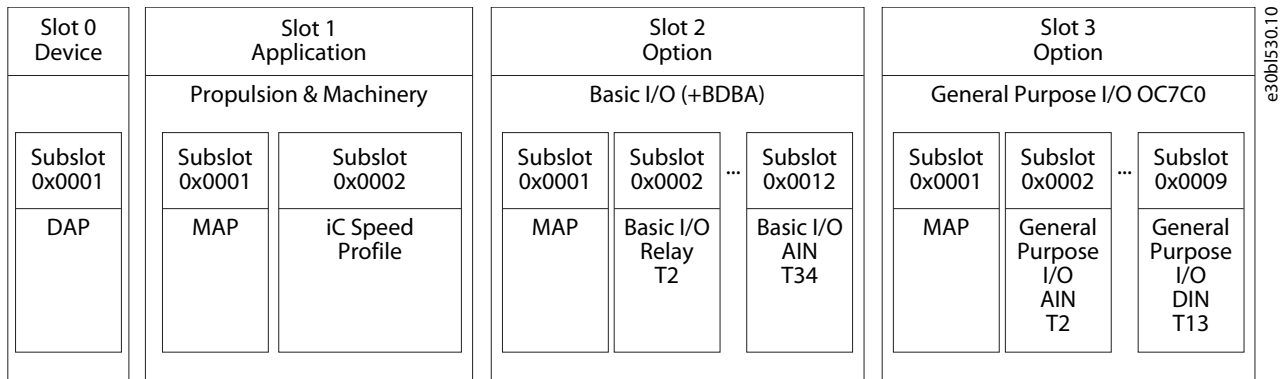 Slot 0
Device
Slot 1
Application
Slot 2
Option
Slot 3
Option
Propulsion & Machinery
Basic I/O (+BDBA)
General Purpose I/O OC7C0
Subslot
0x0001
Subslot
0x0001
Subslot
0x0002
Subslot
0x0001
Subslot
0x0002
...
Subslot
0x0012
Subslot
0x0001
Subslot
0x0002
...
Subslot
0x0009
DAP
MAP
iC Speed
Profile
MAP
Basic I/O
Relay
T2
Basic I/O
AIN
T34
MAP
General
Purpose
I/O
AIN
T2
General
Purpose
I/O
DIN
T13
e30bl530.10